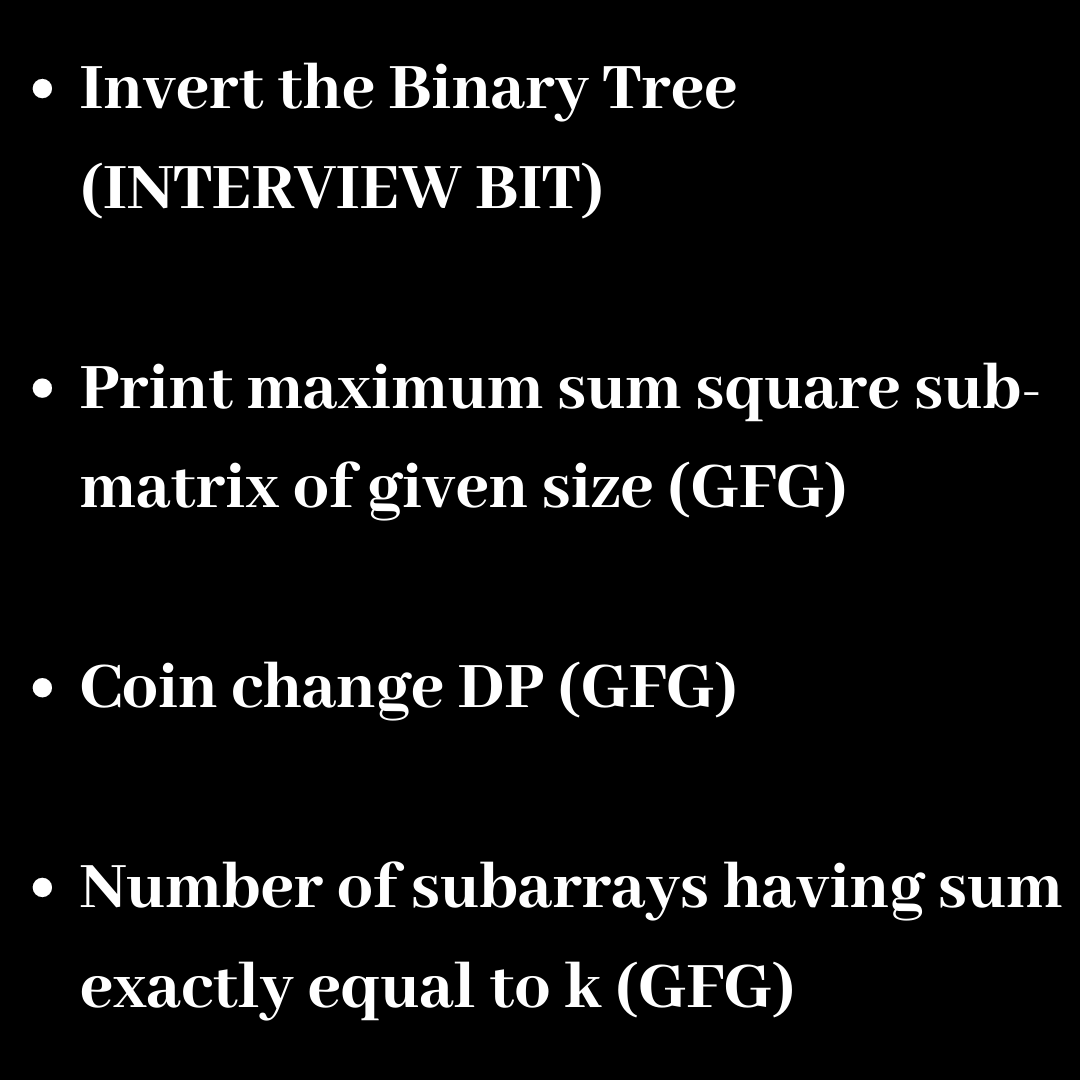 • Invert the Binary Tree
(INTERVIEW BIT)
• Print maximum sum square sub-
matrix of given size (GFG)
• Coin change DP (GFG)
• Number of subarrays having sum
exactly equal to k (GFG)